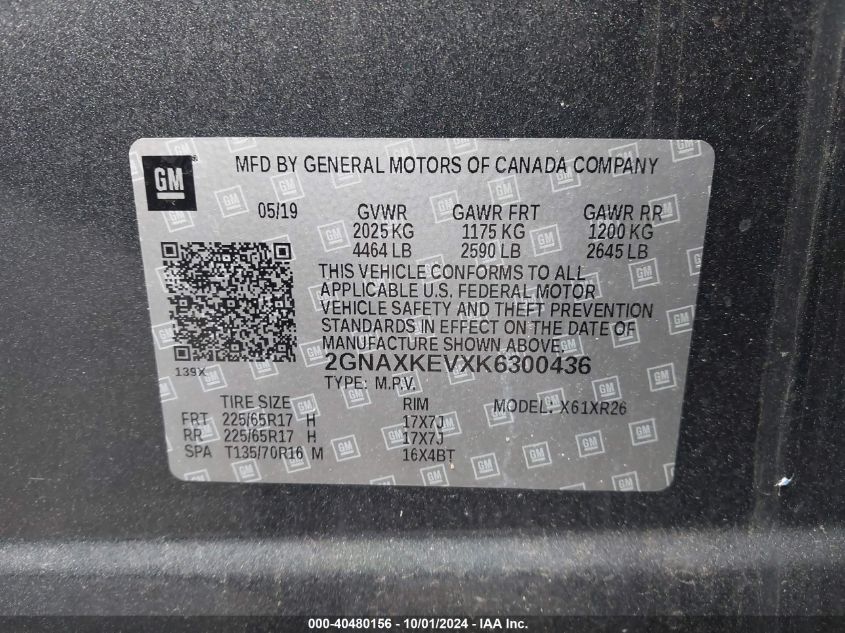 GM
MFD BY GENERAL MOTORS OF CANADA COMPANY
05/19 GVWR GAWR FRT GAWR RR
2025 KG 1175 KG 1200 KG
4464 LB 2590 LB 2645 LB
THIS VEHICLE CONFORMS TO ALL
APPLICABLE U.S. FEDERAL MOTOR
VEHICLE SAFETY AND THEFT PREVENTION
STANDARDS IN EFFECT ON THE DATE OF
MANUFACTURE SHOWN ABOVE.
139X 2GNAXKEVXK6300436
TYPE: M.P.V.
TIRE SIZE RIM MODEL: X61XR26
FRT 225/65R17 H 17X7J
RR 225/65R17 H 17X7J
SPA T135/70R16 M 16X4BT
000-40480156 - 10/01/2024 - IAAI.com